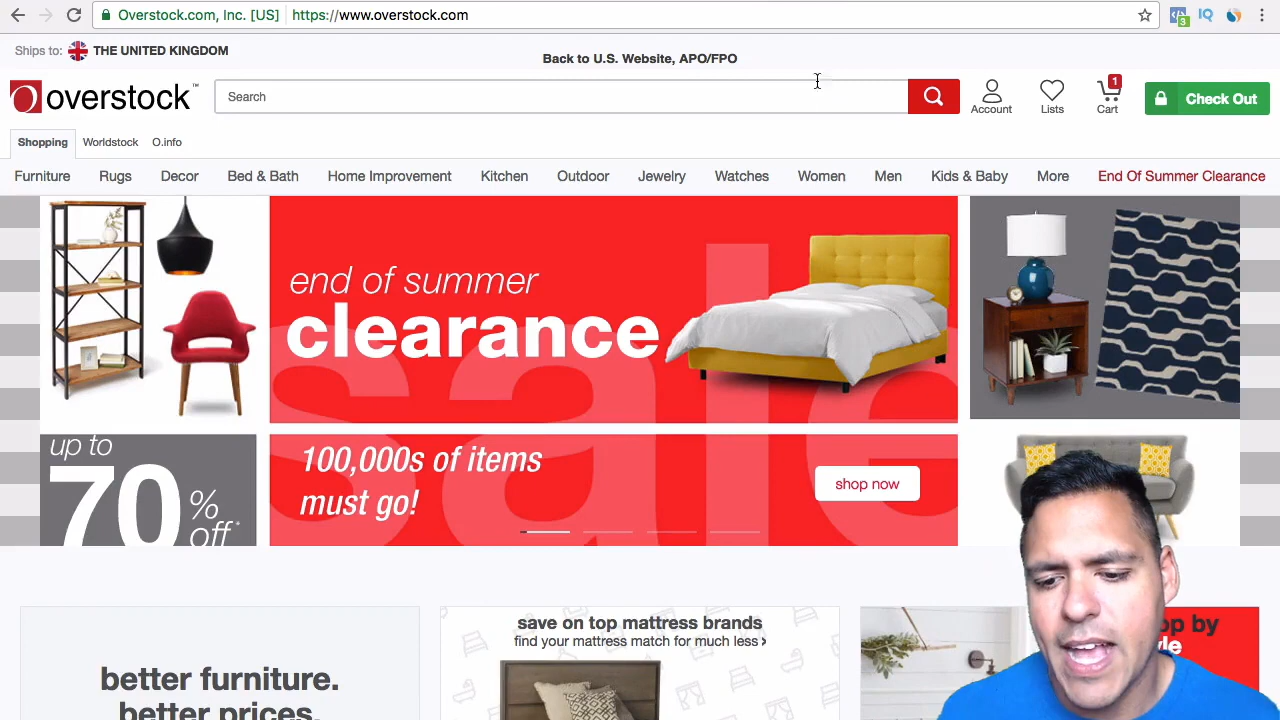 Overstock.com, Inc. [US] https://www.overstock.com
3
Ships to: THE UNITED KINGDOM
Back to U.S. Website, APO/FPO
overstock™
Search
Account
Lists
1
Cart
Check Out
Shopping Worldstock O.info
Furniture Rugs Decor Bed & Bath Home Improvement Kitchen Outdoor Jewelry Watches Women Men Kids & Baby More End Of Summer Clearance
end of summer
clearance
sale
up to
70% off*
100,000s of items
must go!
shop now
better furniture.
better prices.
save on top mattress brands
find your mattress match for much less ›